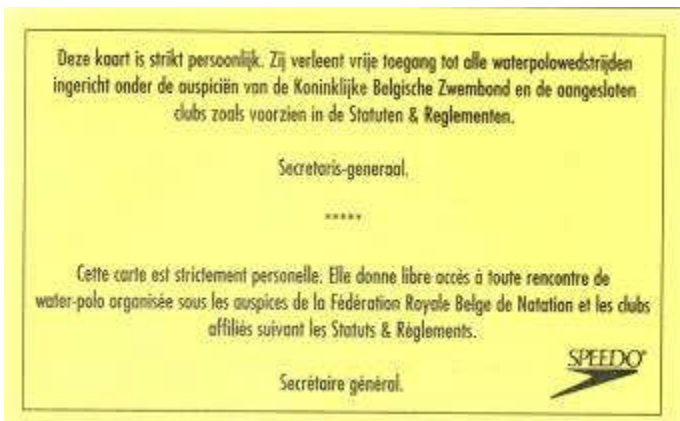 Deze kaart is strikt persoonlijk. Zij verleent vrije toegang tot alle waterpolowedstrijden
ingericht onder de auspiciën van de Koninklijke Belgische Zwembond en de aangesloten
clubs zoals voorzien in de Statuten & Reglementen.
Secretaris-generaal.
*****
Cette carte est strictement personelle. Elle donne libre accès à toute rencontre de
water-polo organisée sous les auspices de la Fédération Royale Belge de Natation et les clubs
affiliés suivant les Statuts & Règlements.
SPEEDO®
Secrétaire général.